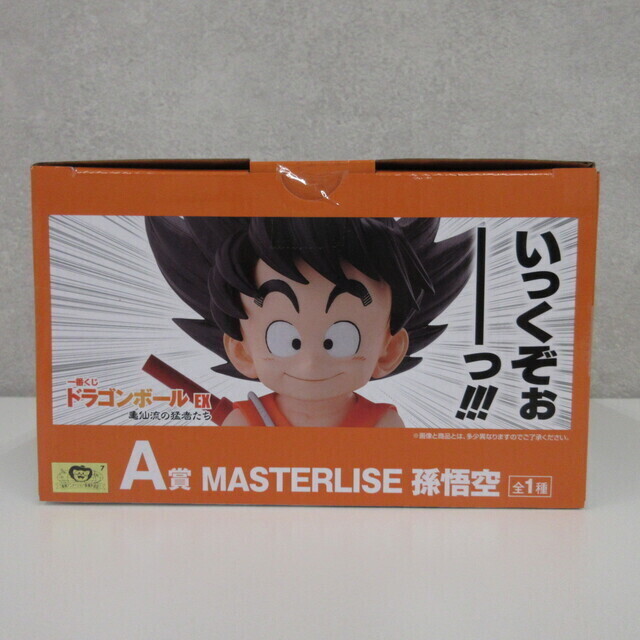 いっくぞぉ
――っ!!!
一番くじ
ドラゴンボール EX
亀仙流の猛者たち
※画像と商品とは、多少異なりますのでご了承ください。
A賞 MASTERLISE 孫悟空 全1種
7